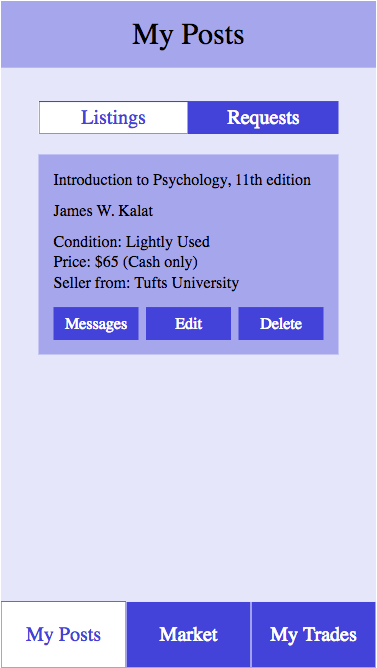 My Posts
Listings Requests
Introduction to Psychology, 11th edition
James W. Kalat
Condition: Lightly Used
Price: $65 (Cash only)
Seller from: Tufts University
Messages Edit Delete
My Posts Market My Trades